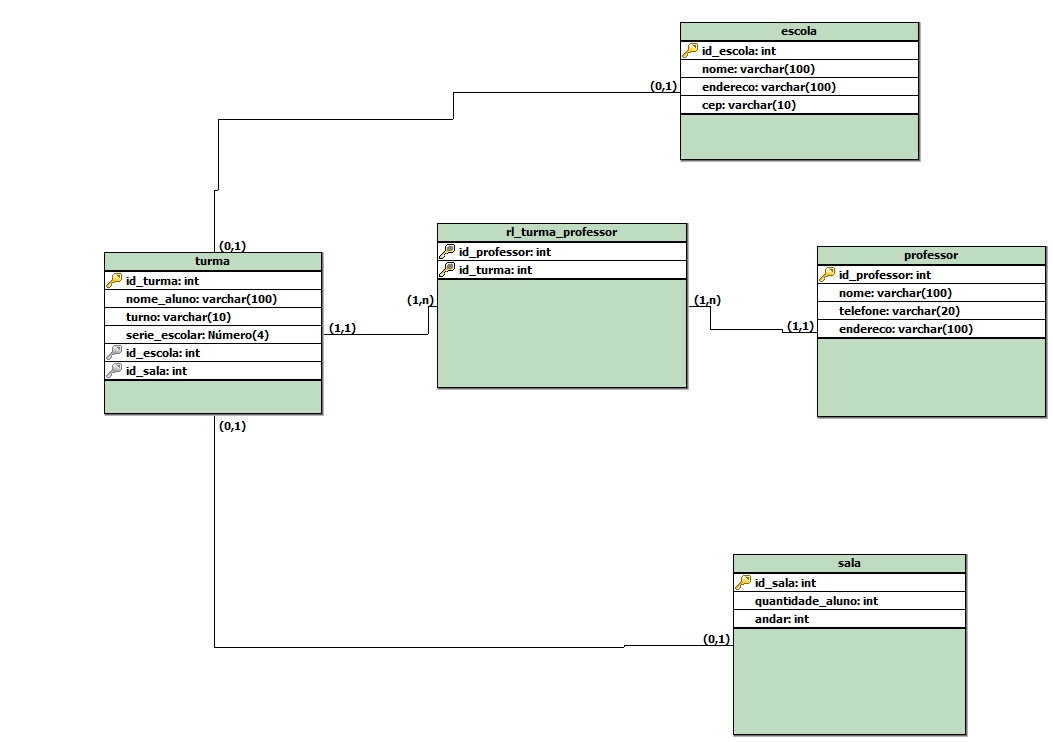 escola
id_escola: int
nome: varchar(100)
endereco: varchar(100)
cep: varchar(10)
(0,1)
(0,1)
turma
id_turma: int
nome_aluno: varchar(100)
turno: varchar(10)
serie_escolar: Número(4)
id_escola: int
id_sala: int
(1,1)
(0,1)
rl_turma_professor
id_professor: int
id_turma: int
(1,n)
(1,n)
professor
id_professor: int
nome: varchar(100)
telefone: varchar(20)
endereco: varchar(100)
(1,1)
sala
id_sala: int
quantidade_aluno: int
andar: int
(0,1)